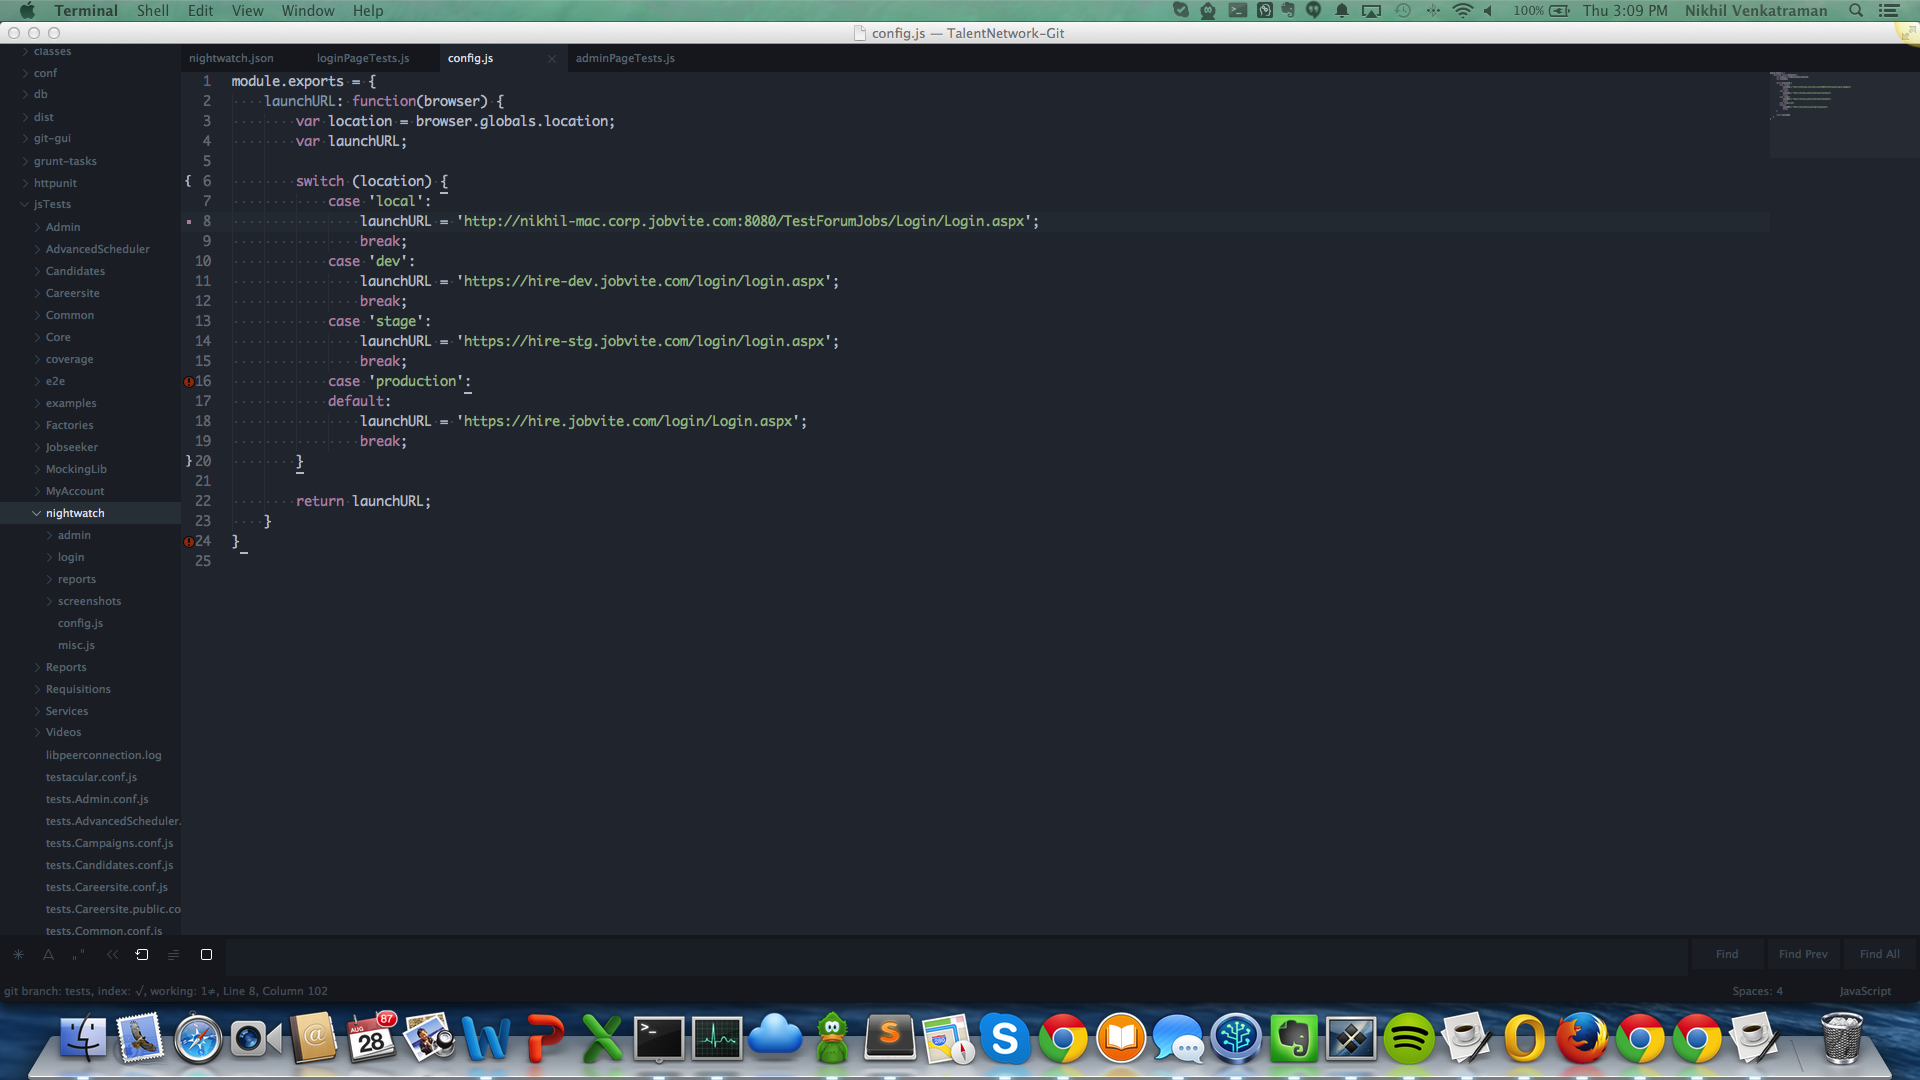 Terminal Shell Edit View Window Help 100% Thu 3:09 PM Nikhil Venkatraman
config.js — TalentNetwork-Git
nightwatch.json loginPageTests.js config.js adminPageTests.js
classes
conf
db
dist
git-gui
grunt-tasks
httpunit
jsTests
Admin
AdvancedScheduler
Candidates
Careersite
Common
Core
coverage
e2e
examples
Factories
Jobseeker
MockingLib
MyAccount
nightwatch
admin
login
reports
screenshots
config.js
misc.js
Reports
Requisitions
Services
Videos
libpeerconnection.log
testacular.conf.js
tests.Admin.conf.js
tests.AdvancedScheduler.
tests.Campaigns.conf.js
tests.Candidates.conf.js
tests.Careersite.conf.js
tests.Careersite.public.co
tests.Common.conf.js
1 module.exports = {
2 launchURL: function(browser) {
3 var location = browser.globals.location;
4 var launchURL;
5
{ 6 switch (location) {
7 case 'local':
8 launchURL = 'http://nikhil-mac.corp.jobvite.com:8080/TestForumJobs/Login/Login.aspx';
9 break;
10 case 'dev':
11 launchURL = 'https://hire-dev.jobvite.com/login/login.aspx';
12 break;
13 case 'stage':
14 launchURL = 'https://hire-stg.jobvite.com/login/login.aspx';
15 break;
16 case 'production':
17 default:
18 launchURL = 'https://hire.jobvite.com/login/Login.aspx';
19 break;
} 20 }
21
22 return launchURL;
23 }
24 }
25
Find Find Prev Find All
git branch: tests, index: √, working: 1≠, Line 8, Column 102 Spaces: 4 JavaScript
AUG 28 87